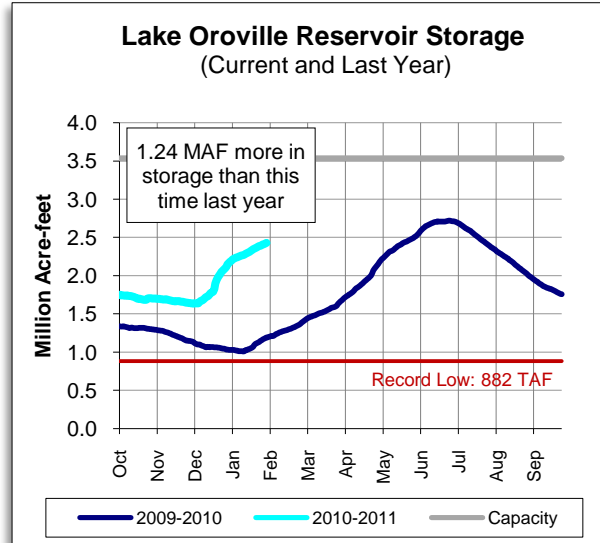 Lake Oroville Reservoir Storage
(Current and Last Year)
Million Acre-feet
4.0
3.5
3.0
2.5
2.0
1.5
1.0
0.5
0.0
1.24 MAF more in
storage than this
time last year
Record Low: 882 TAF
Oct
Nov
Dec
Jan
Feb
Mar
Apr
May
Jun
Jul
Aug
Sep
2009-2010
2010-2011
Capacity